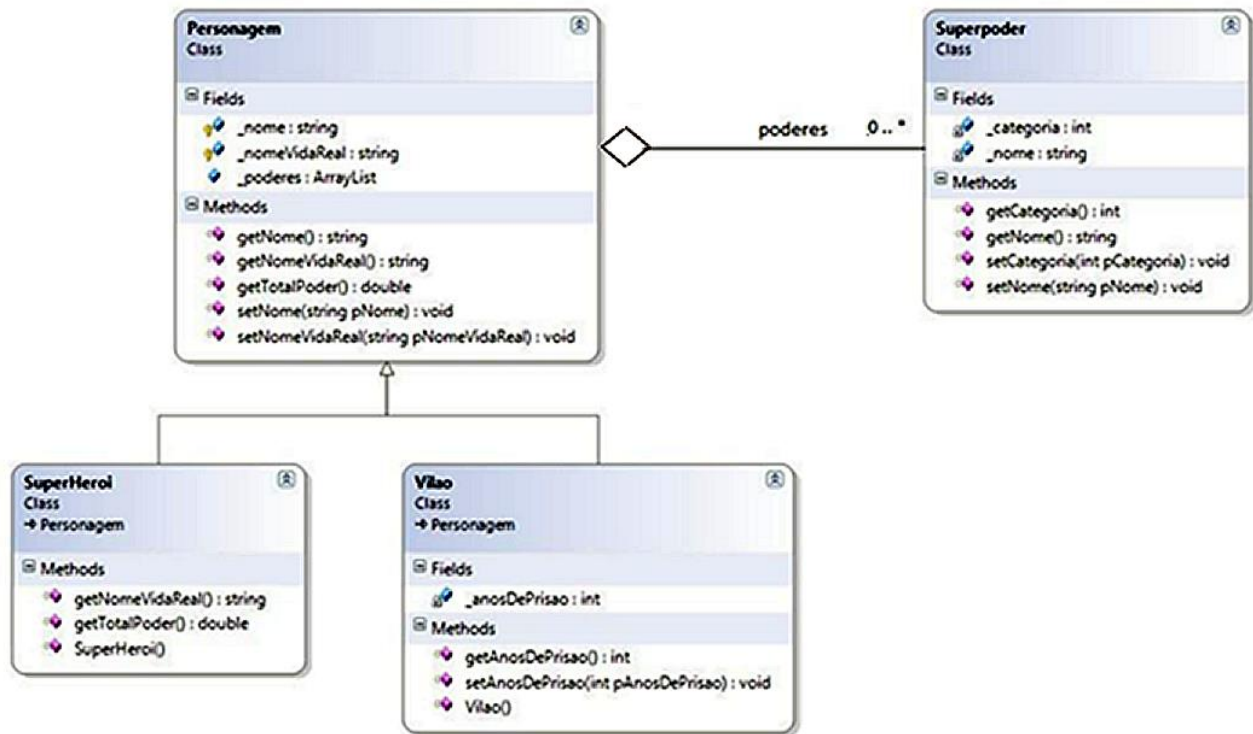 Personagem
Class
Fields
_nome : string
_nomeVidaReal : string
_poderes : ArrayList
Methods
getNome() : string
getNomeVidaReal() : string
getTotalPoder() : double
setNome(string pNome) : void
setNomeVidaReal(string pNomeVidaReal) : void
poderes 0 .. *
Superpoder
Class
Fields
_categoria : int
_nome : string
Methods
getCategoria() : int
getNome() : string
setCategoria(int pCategoria) : void
setNome(string pNome) : void
SuperHeroi
Class
Personagem
Methods
getNomeVidaReal() : string
getTotalPoder() : double
SuperHeroi()
Vilao
Class
Personagem
Fields
_anosDePrisao : int
Methods
getAnosDePrisao() : int
setAnosDePrisao(int pAnosDePrisao) : void
Vilao()